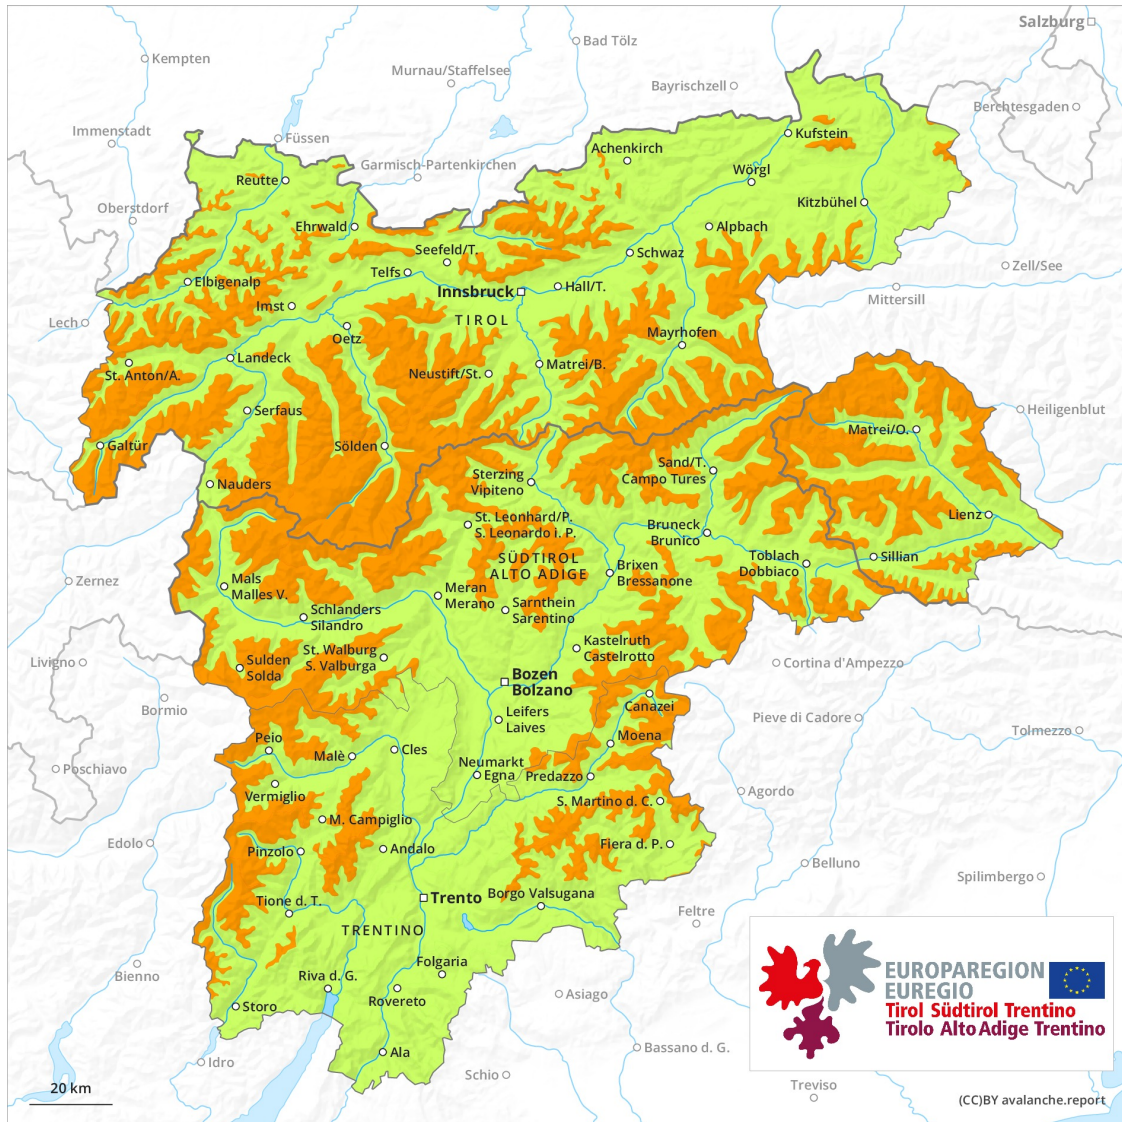 Salzburg
Bad Tölz
Kempten
Murnau/Staffelsee
Bayrischzell
Berchtesgaden
Immenstadt
Füssen
Kufstein
Achenkirch
Garmisch-Partenkirchen
Wörgl
Reutte
Kitzbühel
Oberstdorf
Ehrwald
Alpbach
Seefeld/T.
Schwaz
Zell/See
Telfs
Elbigenalp
Innsbruck
Hall/T.
Mittersill
Imst
Lech
TIROL
Oetz
Mayrhofen
Landeck
Matrei/B.
St. Anton/A.
Neustift/St.
Serfaus
Heiligenblut
Matrei/O.
Galtür
Sölden
Sand/T.
Campo Tures
Sterzing
Vipiteno
Nauders
Lienz
St. Leonhard/P.
S. Leonardo i. P.
Bruneck
Brunico
SÜDTIROL
ALTO ADIGE
Toblach
Dobbiaco
Sillian
Brixen
Bressanone
Zernez
Mals
Malles V.
Meran
Merano
Sarnthein
Sarentino
Schlanders
Silandro
Kastelruth
Castelrotto
St. Walburg
S. Valburga
Livigno
Sulden
Solda
Cortina d'Ampezzo
Bozen
Bolzano
Bormio
Canazei
Leifers
Laives
Pieve di Cadore
Tolmezzo
Peio
Moena
Cles
Malè
Neumarkt
Egna
Predazzo
Poschiavo
Vermiglio
Agordo
S. Martino d. C.
M. Campiglio
Edolo
Fiera d. P.
Pinzolo
Andalo
Belluno
Spilimbergo
Borgo Valsugana
Trento
Tione d. T.
Feltre
TRENTINO
Folgaria
Bienno
Riva d. G.
Rovereto
Asiago
Storo
EUROPAREGION
EUREGIO
Tirol Südtirol Trentino
Tirolo Alto Adige Trentino
Ala
Bassano d. G.
Idro
Schio
Treviso
20 km
(CC)BY avalanche.report